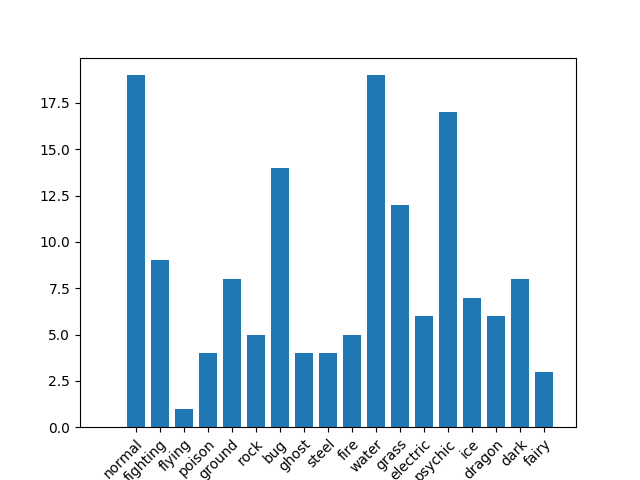 17.5
15.0
12.5
10.0
7.5
5.0
2.5
0.0
normal
fighting
flying
poison
ground
rock
bug
ghost
steel
fire
water
grass
electric
psychic
ice
dragon
dark
fairy